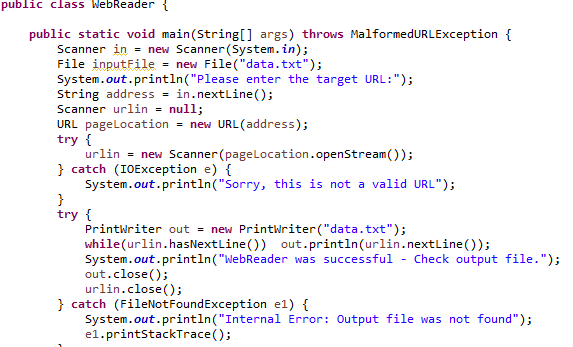 public class WebReader {
public static void main(String[] args) throws MalformedURLException {
Scanner in = new Scanner(System.in);
File inputFile = new File("data.txt");
System.out.println("Please enter the target URL:");
String address = in.nextLine();
Scanner urlin = null;
URL pageLocation = new URL(address);
try {
urlin = new Scanner(pageLocation.openStream());
} catch (IOException e) {
System.out.println("Sorry, this is not a valid URL");
}
try {
PrintWriter out = new PrintWriter("data.txt");
while(urlin.hasNextLine())  out.println(urlin.nextLine());
System.out.println("WebReader was successful - Check output file.");
out.close();
urlin.close();
} catch (FileNotFoundException e1) {
System.out.println("Internal Error: Output file was not found");
e1.printStackTrace();